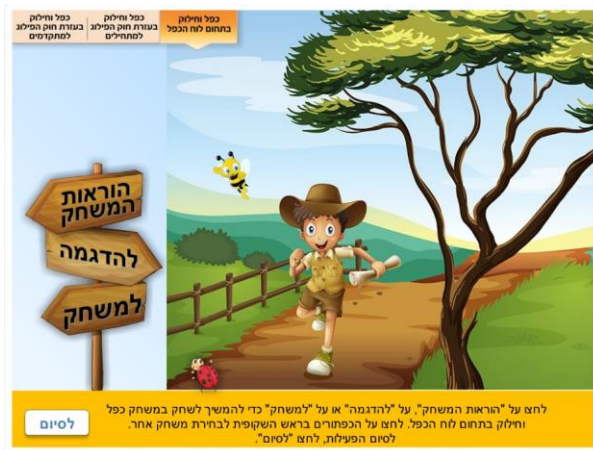 כפל וחילוק
בתחום לוח הכפל
כפל וחילוק
בעזרת חוק הפילוג
למתחילים
כפל וחילוק
בעזרת חוק הפילוג
למתקדמים
הוראות
המשחק
להדגמה
למשחק
לחצו על "הוראות המשחק", על "להדגמה" או על "למשחק" כדי להמשיך לשחק במשחק כפל
וחילוק בתחום לוח הכפל. לחצו על הכפתורים בראש השקופית לבחירת משחק אחר.
לסיום הפעילות, לחצו "לסיום".
לסיום